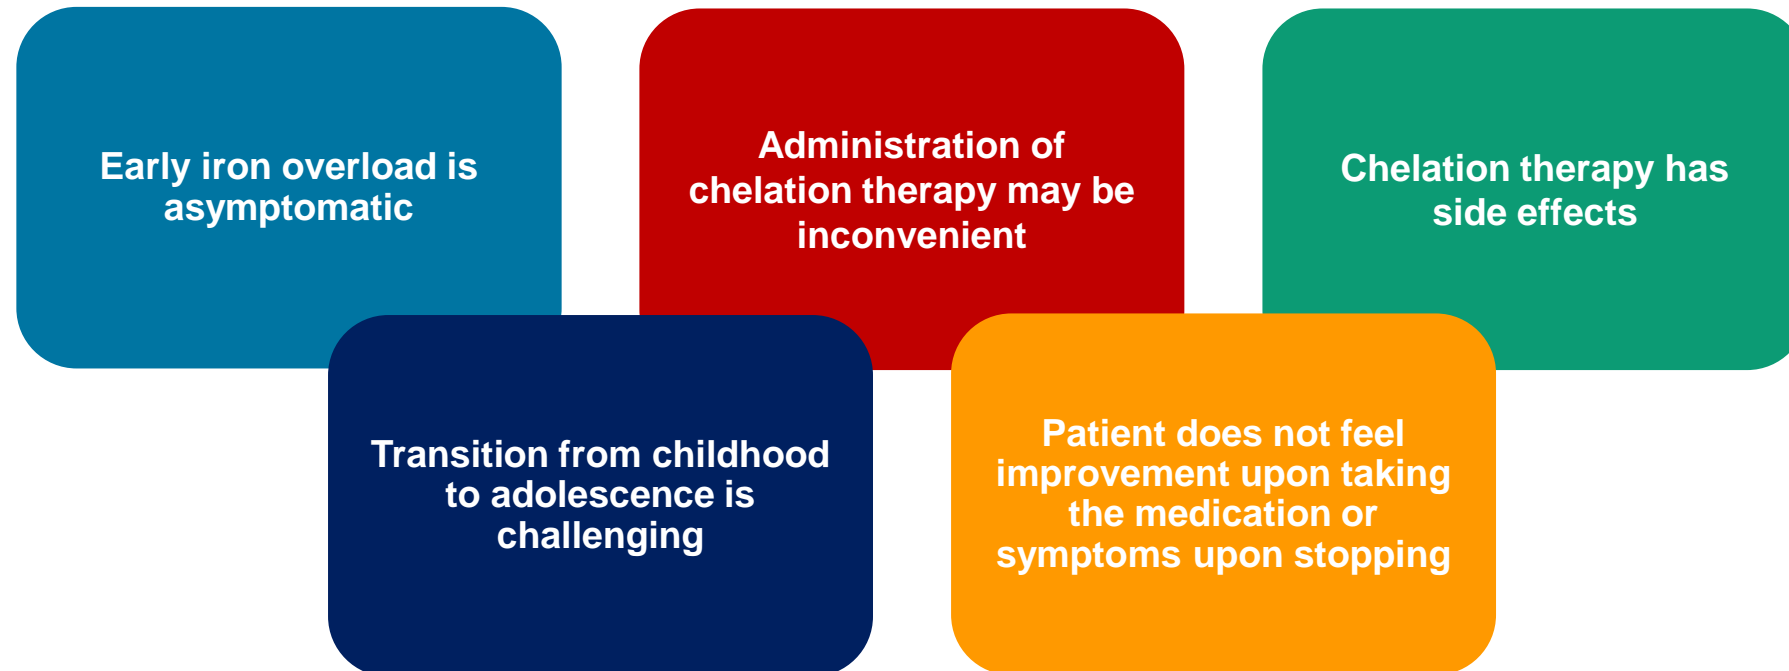 Early iron overload is
asymptomatic
Administration of
chelation therapy may be
inconvenient
Chelation therapy has
side effects
Transition from childhood
to adolescence is
challenging
Patient does not feel
improvement upon taking
the medication or
symptoms upon stopping